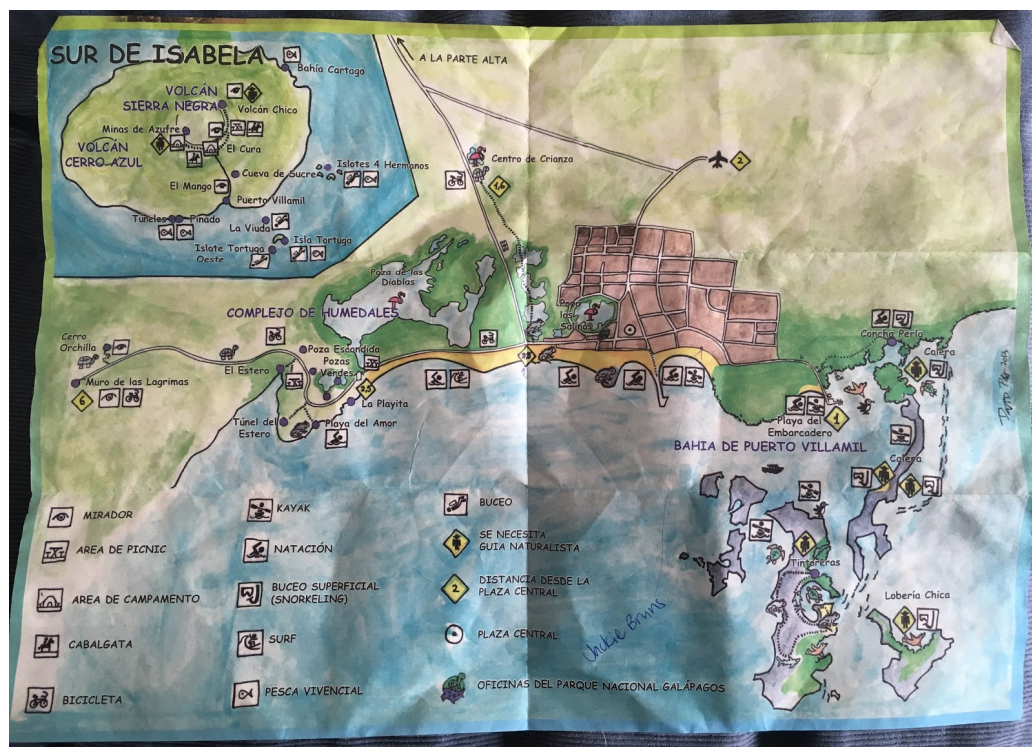 SUR DE ISABELA
Bahía Cartago
VOLCÁN
SIERRA NEGRA
Volcán Chico
Minas de Azufre
VOLCÁN
CERRO AZUL
El Cura
Cueva de Sucre
Islotes 4 Hermanos
El Mango
Puerto Villamil
Túneles
Finado
La Viuda
Isla Tortuga
Islote Tortuga
Oeste
A LA PARTE ALTA
Centro de Crianza
1,6
2
Poza de las
Diablas
COMPLEJO DE HUMEDALES
Poza
las
Salinas
Cerro
Orchilla
Poza Escondida
Pozas
Verdes
El Estero
Muro de las Lagrimas
6
2,5
La Playita
Túnel del
Estero
Playa del Amor
Concha Perla
Calera
Playa del
Embarcadero
1
BAHIA DE PUERTO VILLAMIL
Calera
Tintoreras
Lobería Chica
MIRADOR
AREA DE PICNIC
AREA DE CAMPAMENTO
CABALGATA
BICICLETA
KAYAK
NATACIÓN
BUCEO SUPERFICIAL
(SNORKELING)
SURF
PESCA VIVENCIAL
BUCEO
SE NECESITA
GUIA NATURALISTA
2
DISTANCIA DESDE LA
PLAZA CENTRAL
PLAZA CENTRAL
OFICINAS DEL PARQUE NACIONAL GALÁPAGOS
Jackie Bruns